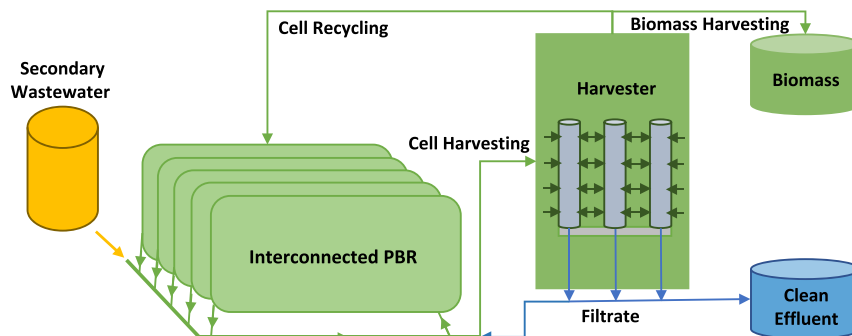 Cell Recycling
Biomass Harvesting
Secondary
Wastewater
Biomass
Harvester
Cell Harvesting
Interconnected PBR
Clean
Effluent
Filtrate